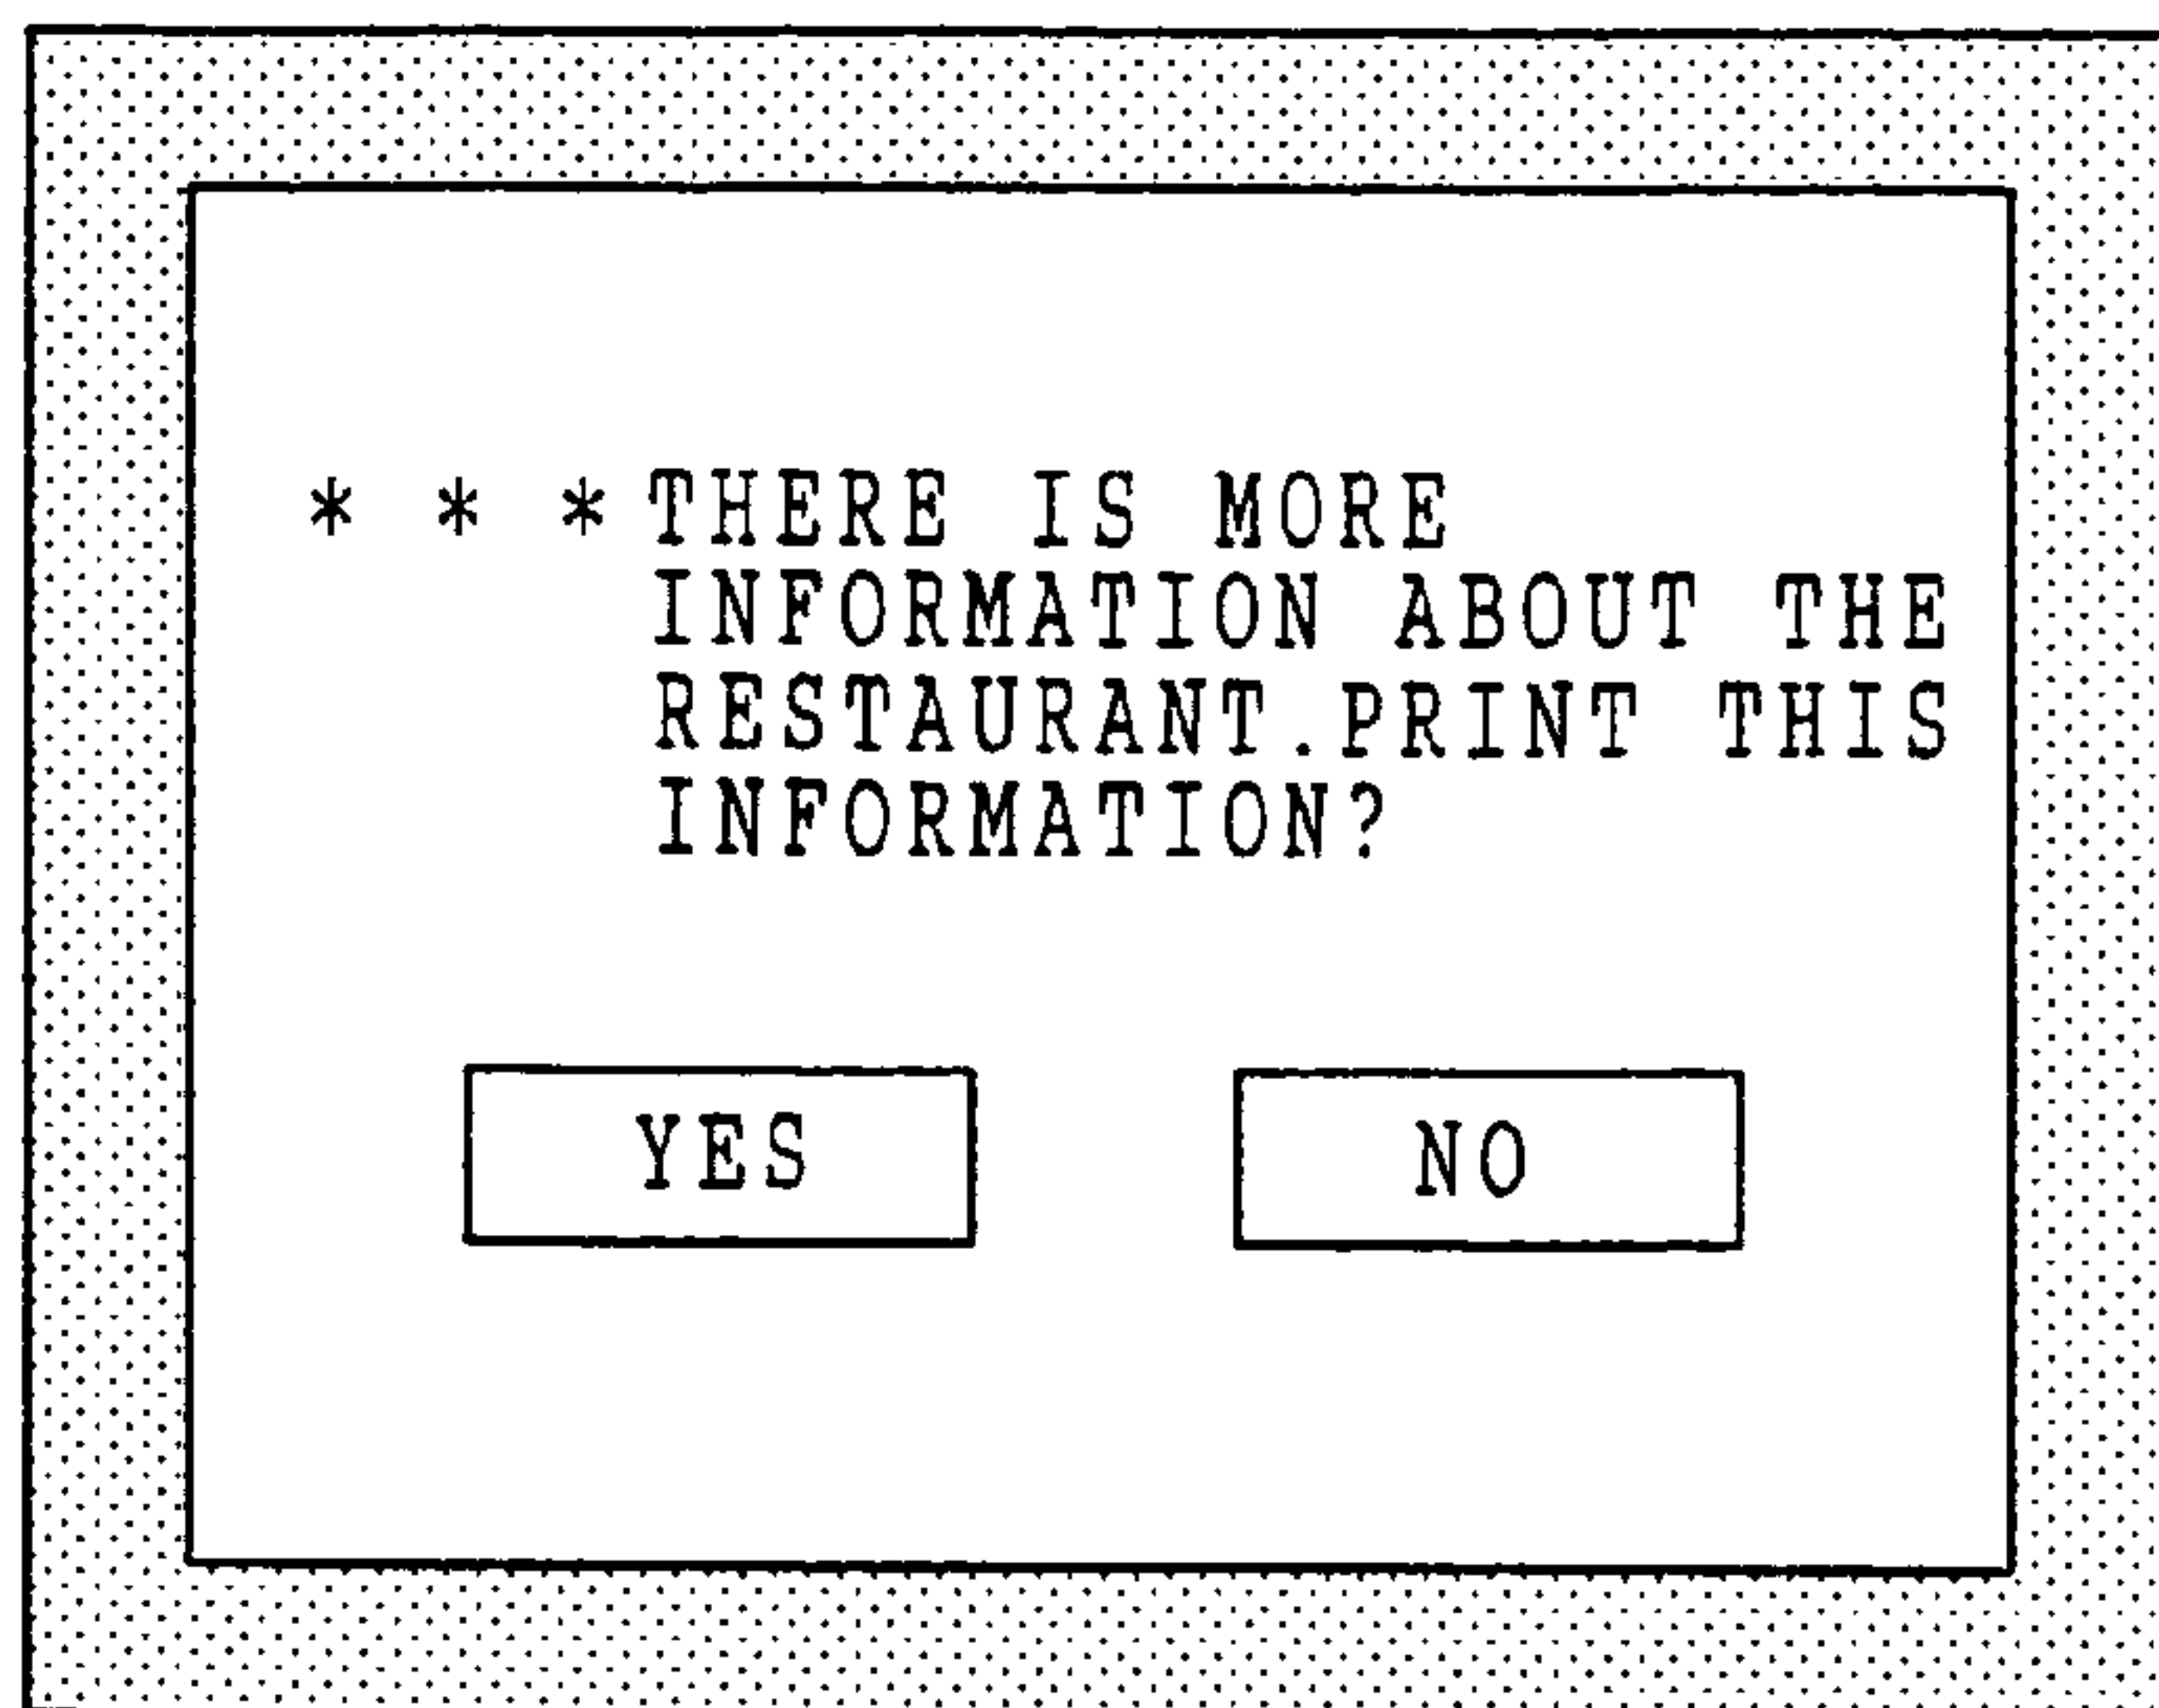 * * * THERE IS MORE
INFORMATION ABOUT THE
RESTAURANT.PRINT THIS
INFORMATION?
YES NO